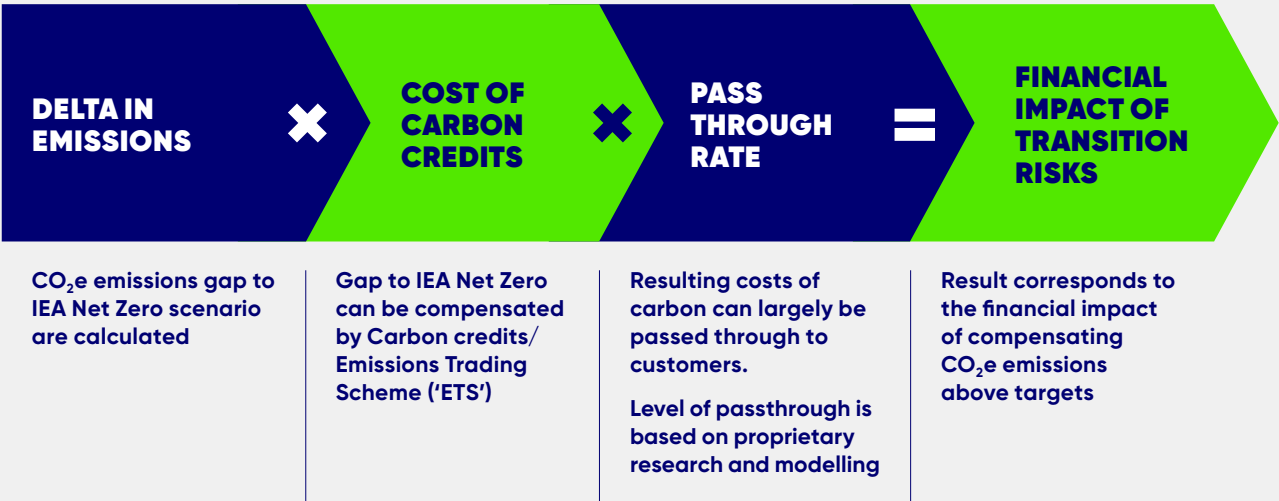 DELTA IN
EMISSIONS
✖
COST OF
CARBON
CREDITS
✖
PASS
THROUGH
RATE
=
FINANCIAL
IMPACT OF
TRANSITION
RISKS
CO₂e emissions gap to
IEA Net Zero scenario
are calculated
Gap to IEA Net Zero
can be compensated
by Carbon credits/
Emissions Trading
Scheme (‘ETS’)
Resulting costs of
carbon can largely be
passed through to
customers.
Level of passthrough is
based on proprietary
research and modelling
Result corresponds to
the financial impact
of compensating
CO₂e emissions
above targets